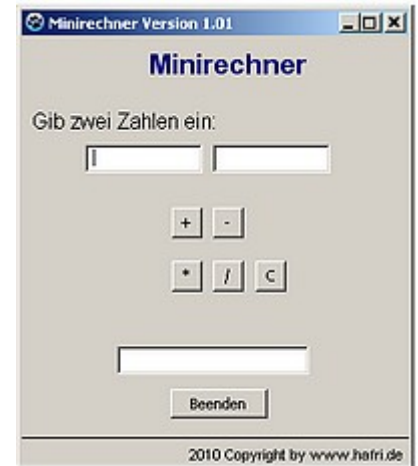 Minirechner Version 1.01
Minirechner
Gib zwei Zahlen ein:
+ -
* / C
Beenden
2010 Copyright by www.hafri.de